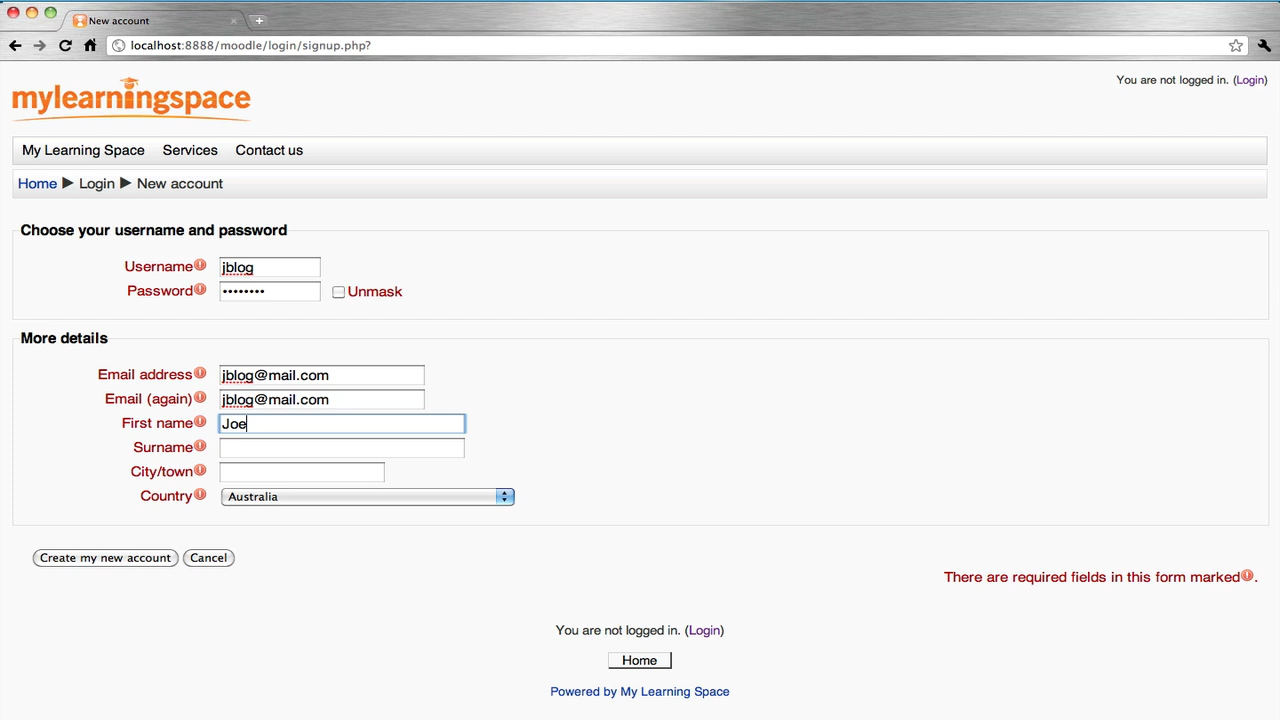 New account
localhost:8888/moodle/login/signup.php?
You are not logged in. (Login)
mylearningspace
My Learning Space Services Contact us
Home ► Login ► New account
Choose your username and password
Username jblog
Password •••••••• Unmask
More details
Email address jblog@mail.com
Email (again) jblog@mail.com
First name Joe
Surname
City/town
Country Australia
Create my new account Cancel
There are required fields in this form marked .
You are not logged in. (Login)
Home
Powered by My Learning Space